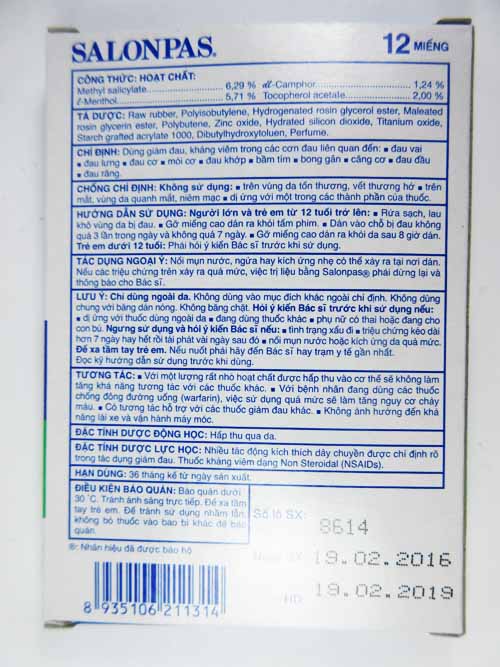 SALONPAS® 12 MIẾNG
CÔNG THỨC: HOẠT CHẤT:
Methyl salicylate........................ 6,29 % dl-Camphor................................ 1,24 %
ℓ-Menthol................................... 5,71 % Tocopherol acetate................... 2,00 %
TÁ DƯỢC: Raw rubber, Polyisobutylene, Hydrogenated rosin glycerol ester, Maleated
rosin glycerin ester, Polybutene, Zinc oxide, Hydrated silicon dioxide, Titanium oxide,
Starch grafted acrylate 1000, Dibutylhydroxytoluen, Perfume.
CHỈ ĐỊNH: Dùng giảm đau, kháng viêm trong các cơn đau liên quan đến: ▪ đau vai
▪ đau lưng ▪ đau cơ ▪ mỏi cơ ▪ đau khớp ▪ bầm tím ▪ bong gân ▪ căng cơ ▪ đau đầu
▪ đau răng.
CHỐNG CHỈ ĐỊNH: Không sử dụng: ▪ trên vùng da tổn thương, vết thương hở ▪ trên
mắt, vùng da quanh mắt, niêm mạc ▪ dị ứng với một trong các thành phần của thuốc.
HƯỚNG DẪN SỬ DỤNG: Người lớn và trẻ em từ 12 tuổi trở lên: ▪ Rửa sạch, lau
khô vùng da bị đau. ▪ Gỡ miếng cao dán ra khỏi tấm phim. ▪ Dán vào chỗ bị đau không
quá 3 lần trong ngày và không quá 7 ngày. ▪ Gỡ miếng cao dán ra khỏi da sau 8 giờ dán.
Trẻ em dưới 12 tuổi: Phải hỏi ý kiến Bác sĩ trước khi sử dụng.
TÁC DỤNG NGOẠI Ý: Nổi mụn nước, ngứa hay kích ứng nhẹ có thể xảy ra tại nơi dán.
Nếu các triệu chứng trên xảy ra quá mức, việc trị liệu bằng Salonpas® phải dừng lại và
thông báo cho Bác sĩ.
LƯU Ý: Chỉ dùng ngoài da. Không dùng vào mục đích khác ngoài chỉ định. Không dùng
chung với băng dán nóng. Không băng chặt. Hỏi ý kiến Bác sĩ trước khi sử dụng nếu:
▪ dị ứng với thuốc dùng ngoài da ▪ đang dùng thuốc khác ▪ phụ nữ có thai hoặc đang cho
con bú. Ngưng sử dụng và hỏi ý kiến Bác sĩ nếu: ▪ tình trạng xấu đi ▪ triệu chứng kéo dài
hơn 7 ngày hay hết rồi tái phát vài ngày sau đó ▪ nổi mụn nước hoặc kích ứng da quá mức.
Để xa tầm tay trẻ em. Nếu nuốt phải hãy đến Bác sĩ hay trạm y tế gần nhất.
Đọc kỹ hướng dẫn sử dụng trước khi dùng.
TƯƠNG TÁC: ▪ Với một lượng rất nhỏ hoạt chất được hấp thu vào cơ thể sẽ không làm
tăng khả năng tương tác với các thuốc khác. ▪ Với bệnh nhân đang dùng các thuốc
chống đông đường uống (warfarin), việc sử dụng quá mức sẽ làm tăng nguy cơ chảy
máu. ▪ Có tương tác hỗ trợ với các thuốc giảm đau khác. ▪ Không ảnh hưởng đến khả
năng lái xe và vận hành máy móc.
ĐẶC TÍNH DƯỢC ĐỘNG HỌC: Hấp thu qua da.
ĐẶC TÍNH DƯỢC LỰC HỌC: Nhiều tác động kích thích dây chuyền được chỉ định rõ
trong tác dụng giảm đau. Thuốc kháng viêm dạng Non Steroidal (NSAIDs).
HẠN DÙNG: 36 tháng kể từ ngày sản xuất.
ĐIỀU KIỆN BẢO QUẢN: Bảo quản dưới
30 °C. Tránh ánh sáng trực tiếp. Để xa tầm
tay trẻ em. Để tránh sử dụng nhầm lẫn,
không bỏ thuốc vào bao bì khác để bảo
quản.
Số lô SX: 8614
®: Nhãn hiệu đã được bảo hộ
19.02.2016
HD 19.02.2019
8 935106 211314